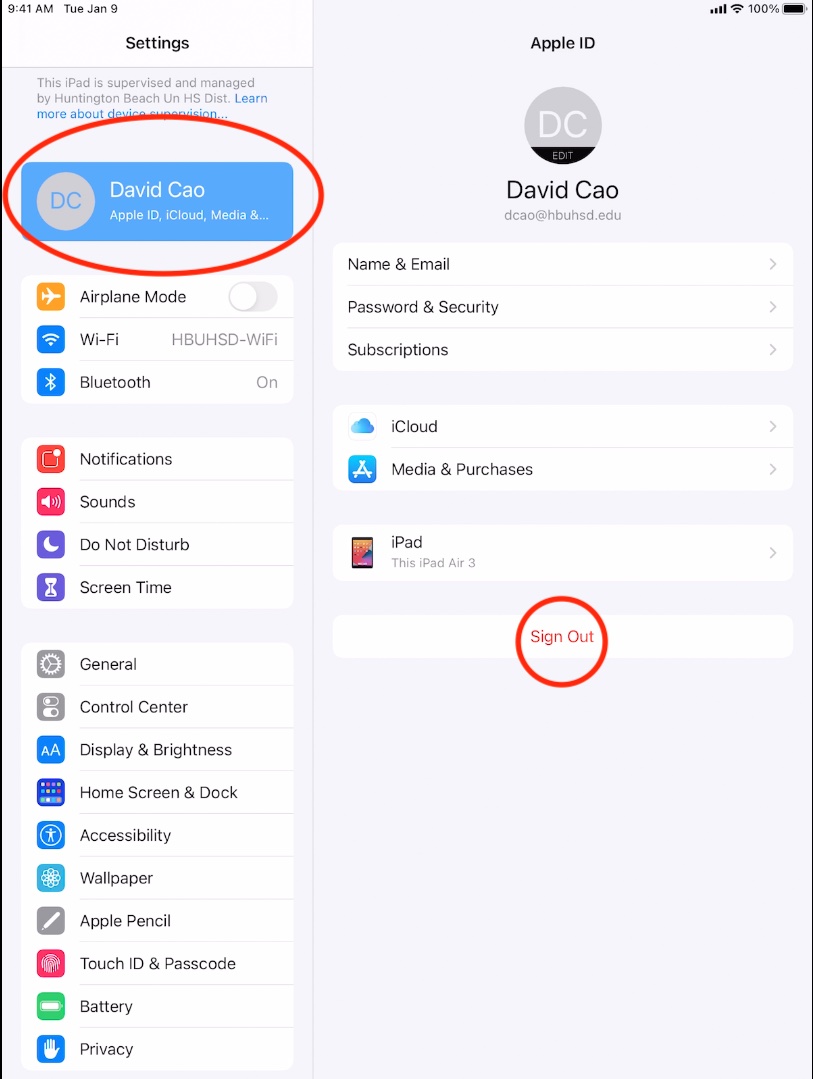 9:41 AM Tue Jan 9
100%
Settings
This iPad is supervised and managed
by Huntington Beach Un HS Dist. Learn
more about device supervision...
DC
David Cao
Apple ID, iCloud, Media &...
Airplane Mode
Wi-Fi HBUHSD-WiFi
Bluetooth On
Notifications
Sounds
Do Not Disturb
Screen Time
General
Control Center
AA
Display & Brightness
Home Screen & Dock
Accessibility
Wallpaper
Apple Pencil
Touch ID & Passcode
Battery
Privacy
Apple ID
DC
EDIT
David Cao
dcao@hbuhsd.edu
Name & Email
Password & Security
Subscriptions
iCloud
Media & Purchases
iPad
This iPad Air 3
Sign Out